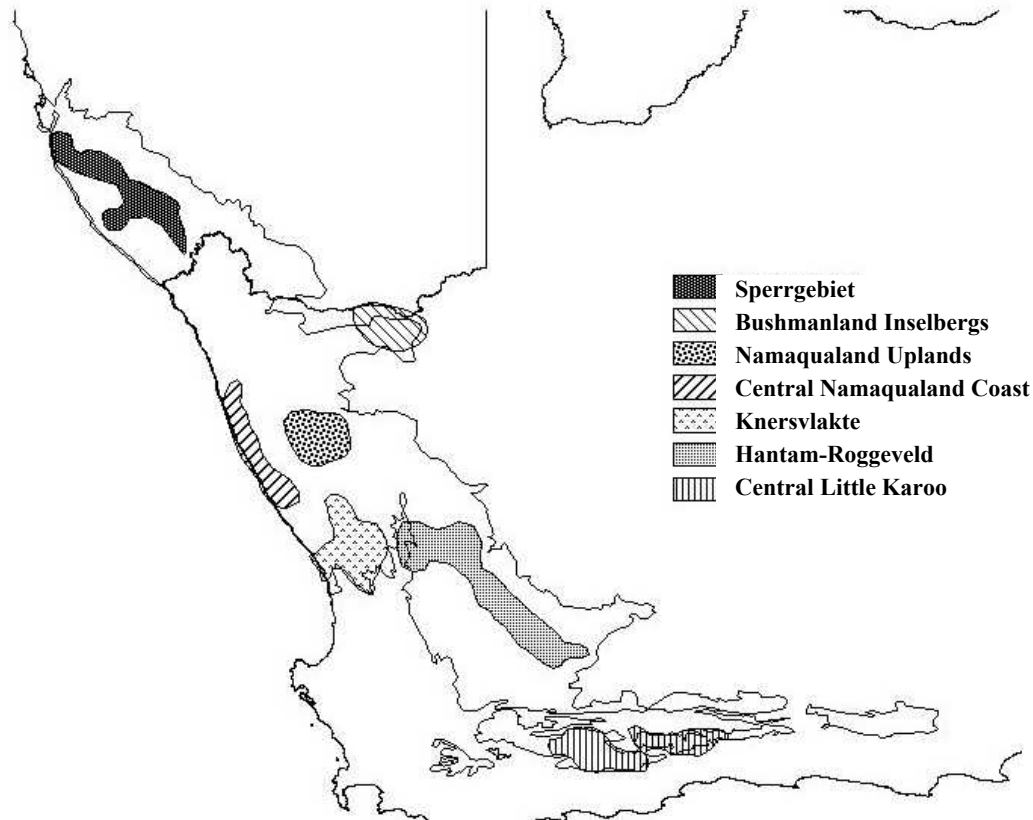 Sperrgebiet
Bushmanland Inselbergs
Namaqualand Uplands
Central Namaqualand Coast
Knersvlakte
Hantam-Roggeveld
Central Little Karoo